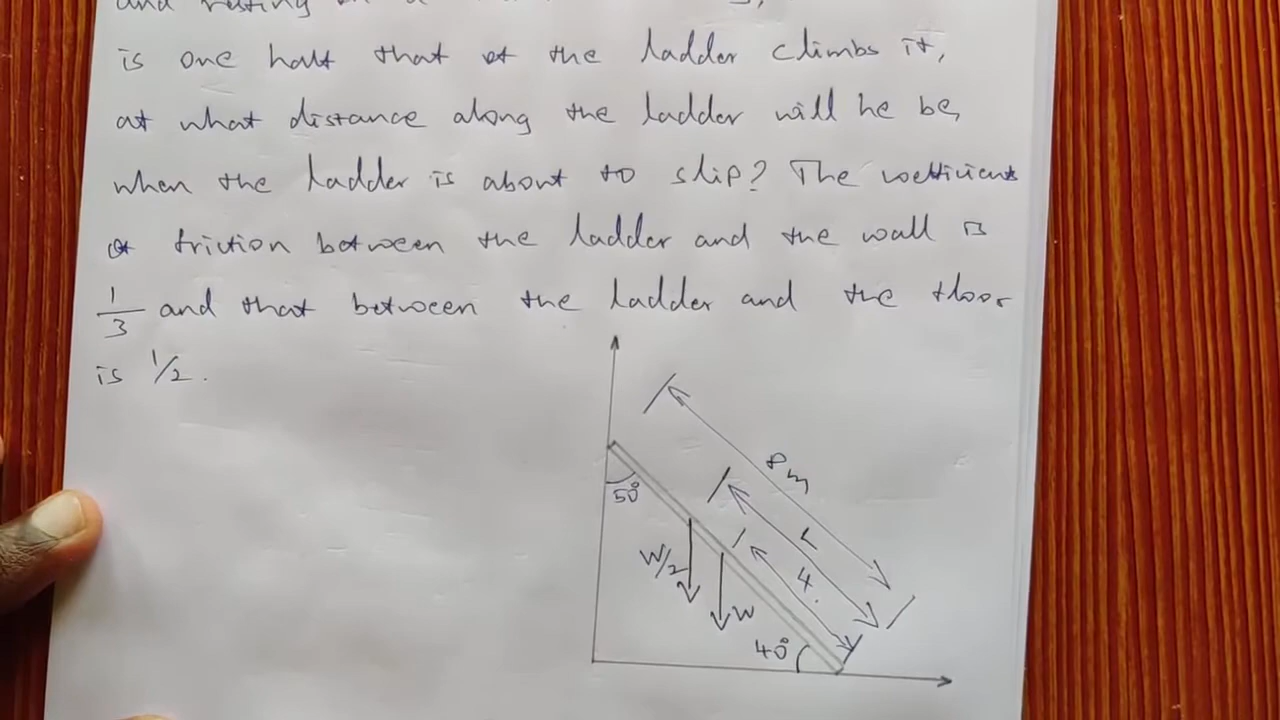 and resting
is one half that of the ladder climbs it,
at what distance along the ladder will he be,
when the ladder is about to slip? The coefficient
of friction between the ladder and the wall is
1/3 and that between the ladder and the floor
is 1/2.
8m
50°
L
W/2
4
W
40°